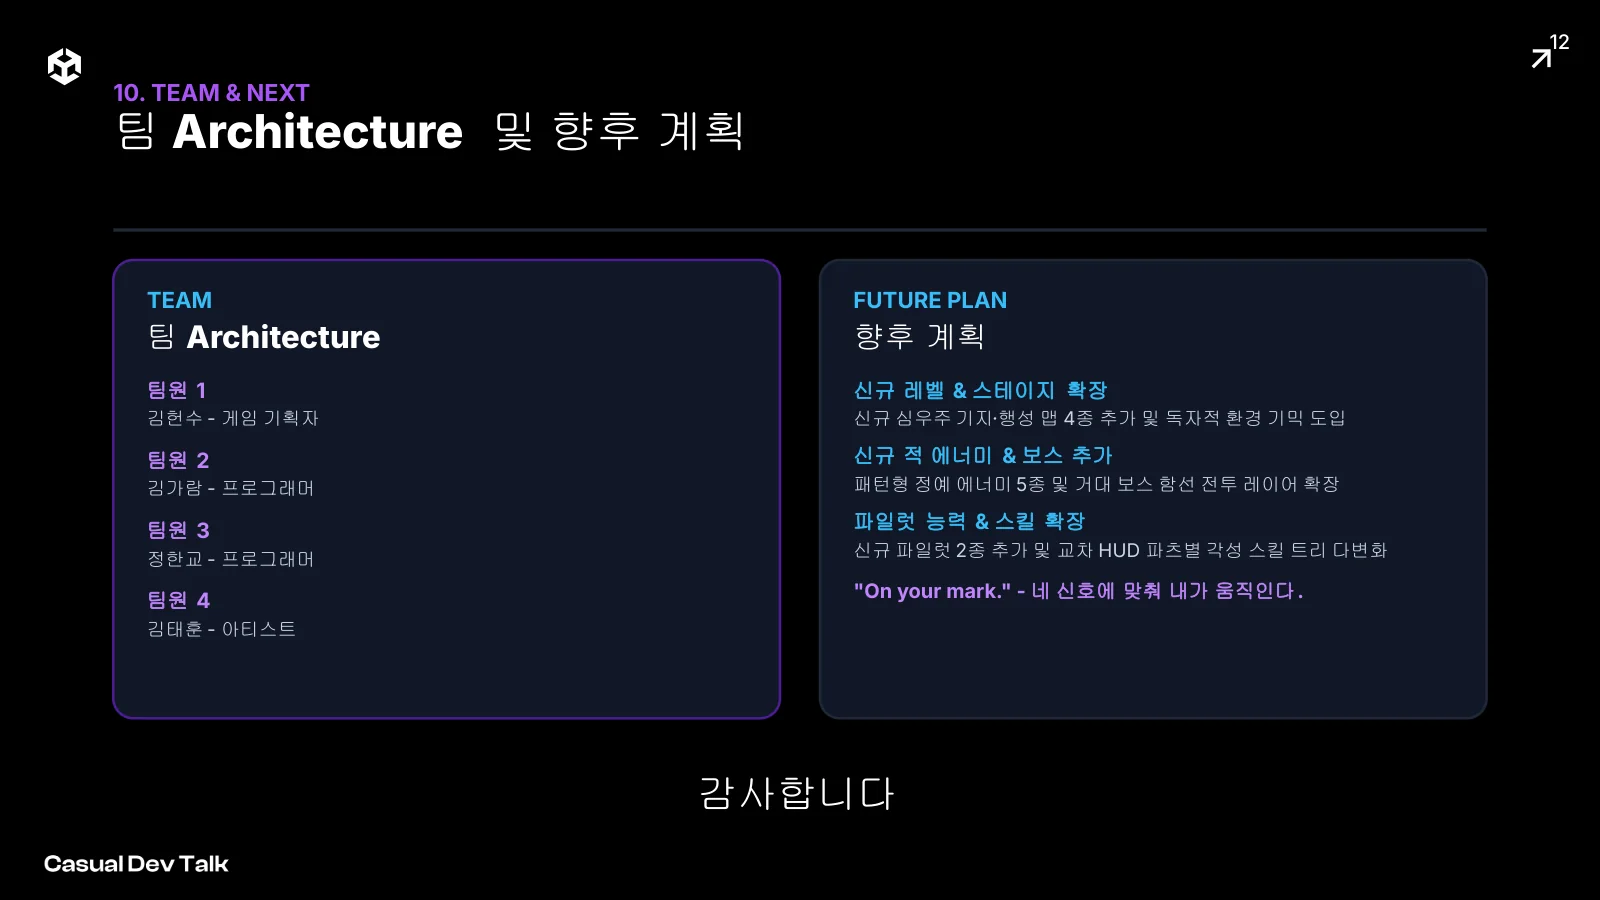 12
10. TEAM & NEXT
팀 Architecture 및 향후 계획
TEAM
팀 Architecture
팀원 1
김헌수 - 게임 기획자
팀원 2
김가람 - 프로그래머
팀원 3
정한교 - 프로그래머
팀원 4
김태훈 - 아티스트
FUTURE PLAN
향후 계획
신규 레벨 & 스테이지 확장
신규 심우주 기지·행성 맵 4종 추가 및 독자적 환경 기믹 도입
신규 적 에너미 & 보스 추가
패턴형 정예 에너미 5종 및 거대 보스 함선 전투 레이어 확장
파일럿 능력 & 스킬 확장
신규 파일럿 2종 추가 및 교차 HUD 파츠별 각성 스킬 트리 다변화
"On your mark." - 네 신호에 맞춰 내가 움직인다.
감사합니다
Casual Dev Talk